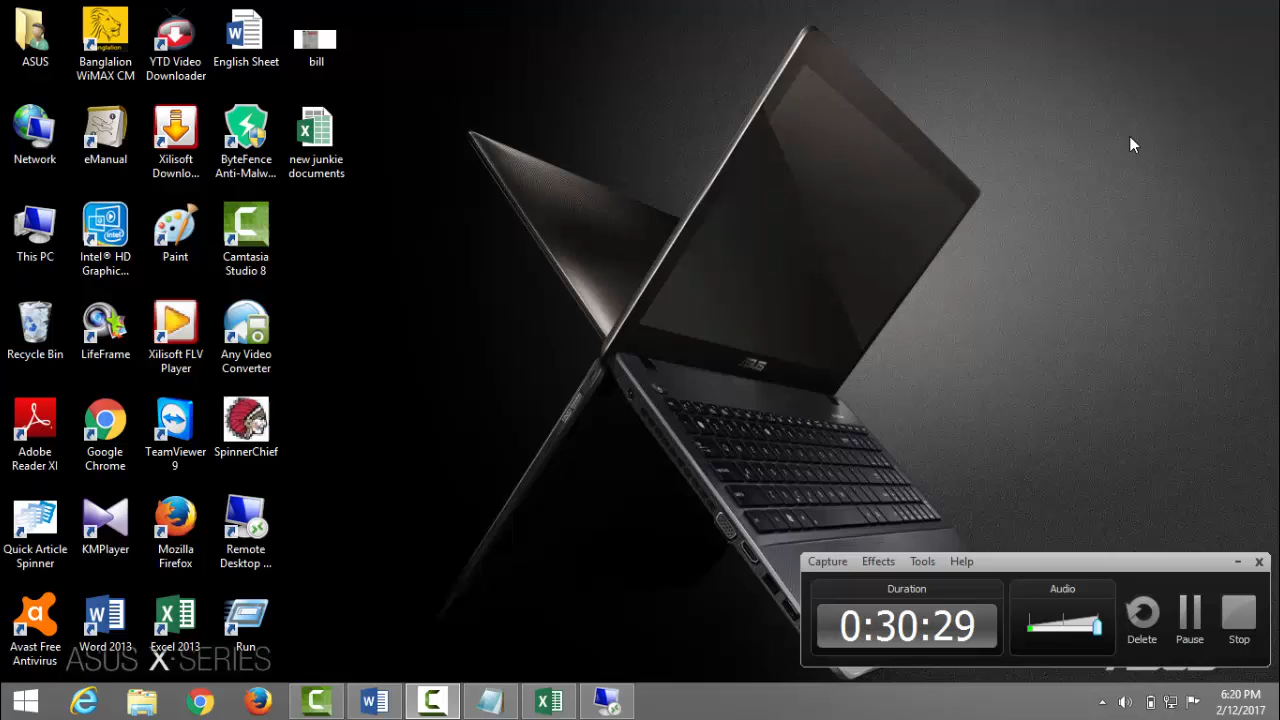 ASUS
Banglalion
WiMAX CM
YTD Video
Downloader
English Sheet
bill
Network
eManual
Xilisoft
Downlo...
ByteFence
Anti-Malw...
new junkie
documents
This PC
Intel® HD
Graphic...
Paint
Camtasia
Studio 8
Recycle Bin
LifeFrame
Xilisoft FLV
Player
Any Video
Converter
Adobe
Reader XI
Google
Chrome
TeamViewer
9
SpinnerChief
Quick Article
Spinner
KMPlayer
Mozilla
Firefox
Remote
Desktop ...
Avast Free
Antivirus
Word 2013
Excel 2013
Run
ASUS X·SERIES
ASUS
Capture Effects Tools Help
Duration
0:30:29
Audio
Delete
Pause
Stop
6:20 PM
2/12/2017